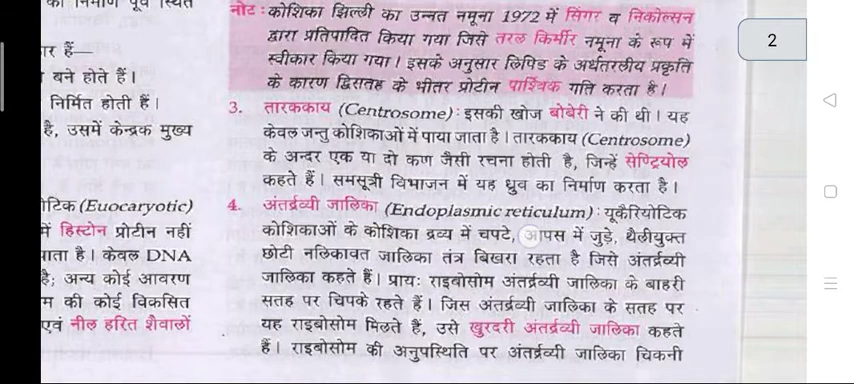 का निर्माण पूर्व स्थित
ार हैं—
बने होते हैं।
निर्मित होती हैं।
है, उसमें केन्द्रक मुख्य
टिक (Euocaryotic)
में हिस्टोन प्रोटीन नहीं
ाता है। केवल DNA
है; अन्य कोई आवरण
म की कोई विकसित
एवं नील हरित शैवालों
नोट : कोशिका झिल्ली का उन्नत नमूना 1972 में सिंगर व निकोल्सन
द्वारा प्रतिपादित किया गया जिसे तरल किर्मीर नमूना के रूप में
स्वीकार किया गया। इसके अनुसार लिपिड के अर्धतरलीय प्रकृति
के कारण द्विसतह के भीतर प्रोटीन पार्श्विक गति करता है।
3. तारककाय (Centrosome) : इसकी खोज बोबेरी ने की थी। यह
केवल जन्तु कोशिकाओं में पाया जाता है। तारककाय (Centrosome)
के अन्दर एक या दो कण जैसी रचना होती है, जिन्हें सेण्ट्रियोल
कहते हैं। समसूत्री विभाजन में यह ध्रुव का निर्माण करता है।
4. अंतर्द्रव्यी जालिका (Endoplasmic reticulum) : यूकैरियोटिक
कोशिकाओं के कोशिका द्रव्य में चपटे, आपस में जुड़े, थैलीयुक्त
छोटी नलिकावत जालिका तंत्र बिखरा रहता है जिसे अंतर्द्रव्यी
जालिका कहते हैं। प्रायः राइबोसोम अंतर्द्रव्यी जालिका के बाहरी
सतह पर चिपके रहते हैं। जिस अंतर्द्रव्यी जालिका के सतह पर
यह राइबोसोम मिलते हैं, उसे खुरदरी अंतर्द्रव्यी जालिका कहते
हैं। राइबोसोम की अनुपस्थिति पर अंतर्द्रव्यी जालिका चिकनी
2